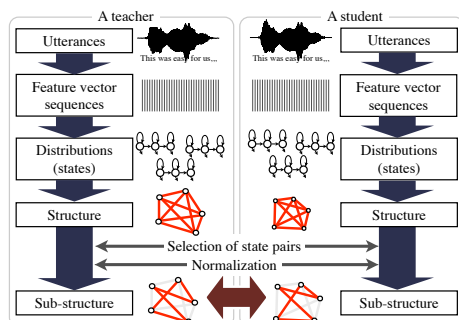 A teacher
A student
Utterances
This was easy for us,,,
This was easy for us,,,
Utterances
Feature vector
sequences
Feature vector
sequences
Distributions
(states)
Distributions
(states)
Structure
Structure
Selection of state pairs
Normalization
Sub-structure
Sub-structure